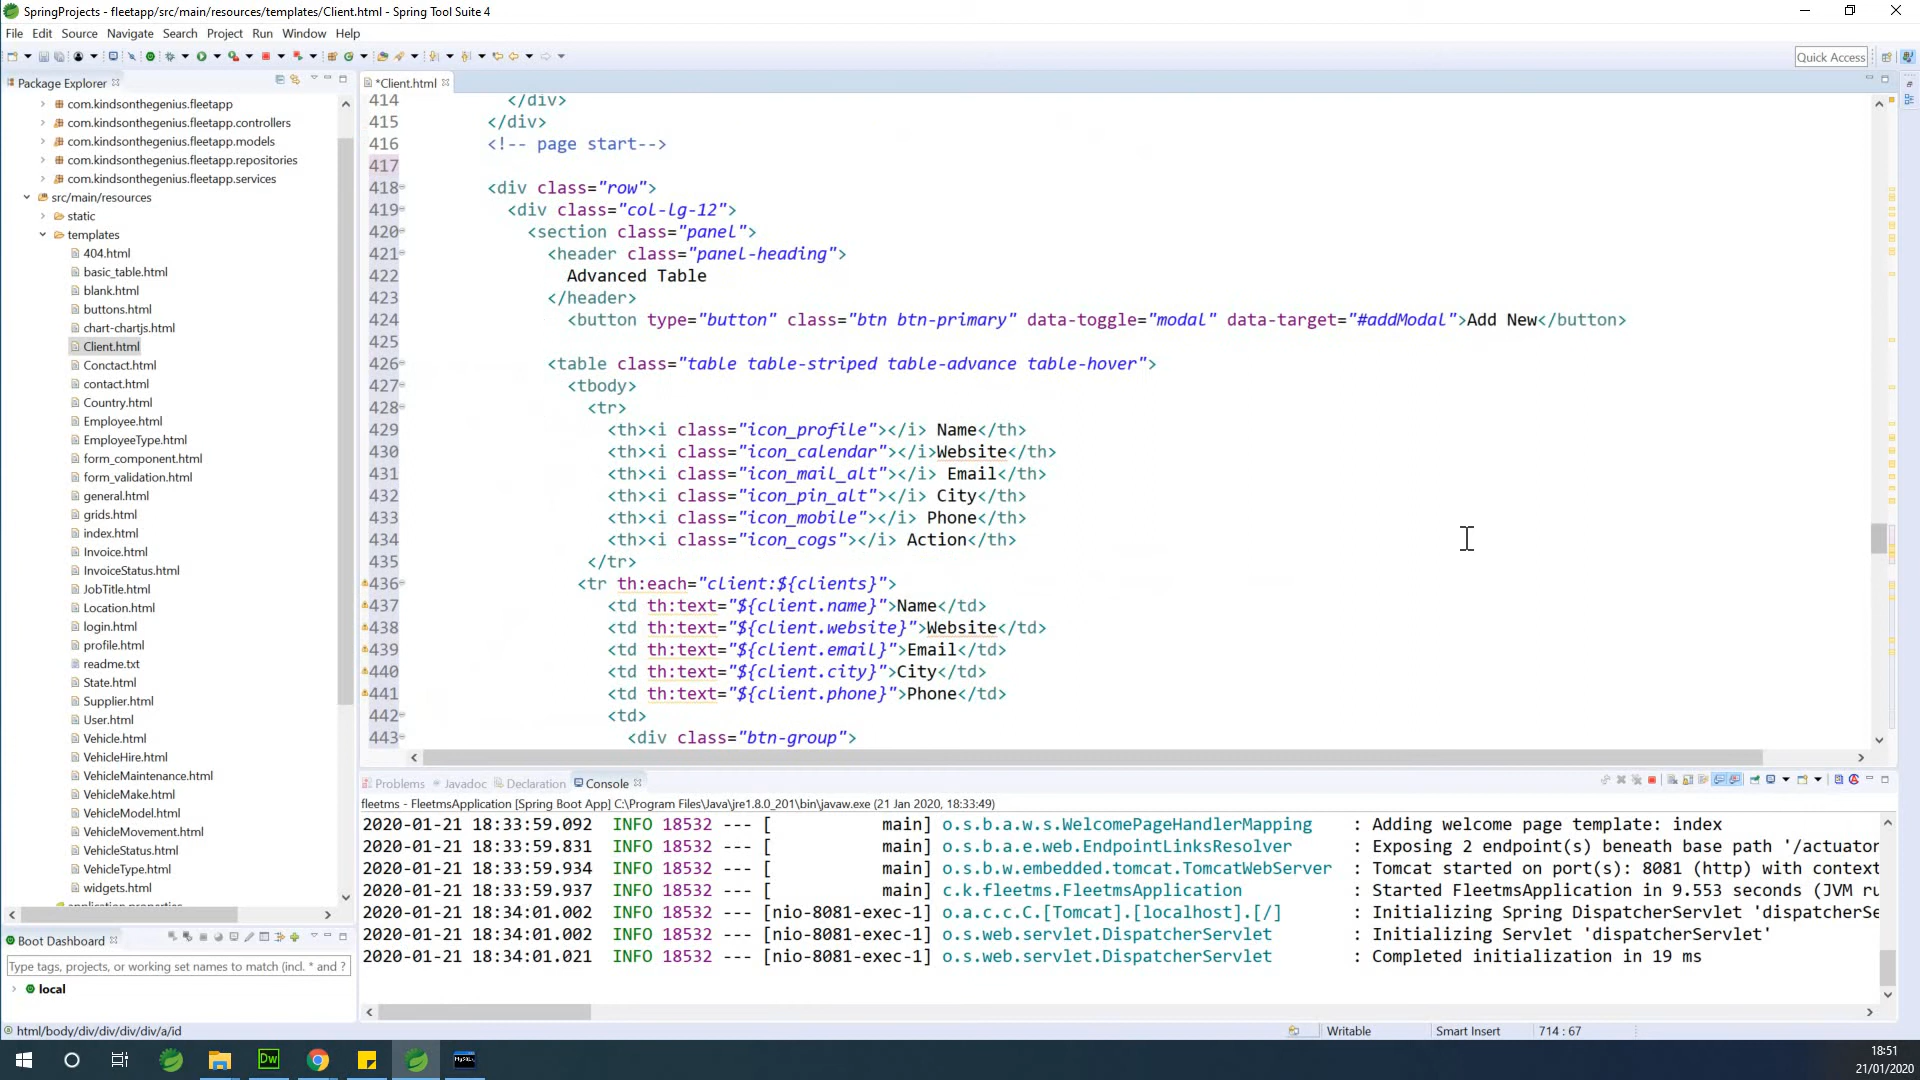 SpringProjects - fleetapp/src/main/resources/templates/Client.html - Spring Tool Suite 4
File Edit Source Navigate Search Project Run Window Help
Quick Access
Package Explorer
com.kindsonthegenius.fleetapp
com.kindsonthegenius.fleetapp.controllers
com.kindsonthegenius.fleetapp.models
com.kindsonthegenius.fleetapp.repositories
com.kindsonthegenius.fleetapp.services
src/main/resources
static
templates
404.html
basic_table.html
blank.html
buttons.html
chart-chartjs.html
Client.html
Conctact.html
contact.html
Country.html
Employee.html
EmployeeType.html
form_component.html
form_validation.html
general.html
grids.html
index.html
Invoice.html
InvoiceStatus.html
JobTitle.html
Location.html
login.html
profile.html
readme.txt
State.html
Supplier.html
User.html
Vehicle.html
VehicleHire.html
VehicleMaintenance.html
VehicleMake.html
VehicleModel.html
VehicleMovement.html
VehicleStatus.html
VehicleType.html
widgets.html
application.properties
Boot Dashboard
Type tags, projects, or working set names to match (incl. * and ?
local
*Client.html
414 </div>
415 </div>
416 <!-- page start-->
417
418 <div class="row">
419 <div class="col-lg-12">
420 <section class="panel">
421 <header class="panel-heading">
422 Advanced Table
423 </header>
424 <button type="button" class="btn btn-primary" data-toggle="modal" data-target="#addModal">Add New</button>
425
426 <table class="table table-striped table-advance table-hover">
427 <tbody>
428 <tr>
429 <th><i class="icon_profile"></i> Name</th>
430 <th><i class="icon_calendar"></i>Website</th>
431 <th><i class="icon_mail_alt"></i> Email</th>
432 <th><i class="icon_pin_alt"></i> City</th>
433 <th><i class="icon_mobile"></i> Phone</th>
434 <th><i class="icon_cogs"></i> Action</th>
435 </tr>
436 <tr th:each="client:${clients}">
437 <td th:text="${client.name}">Name</td>
438 <td th:text="${client.website}">Website</td>
439 <td th:text="${client.email}">Email</td>
440 <td th:text="${client.city}">City</td>
441 <td th:text="${client.phone}">Phone</td>
442 <td>
443 <div class="btn-group">
Problems Javadoc Declaration Console
fleetms - FleetmsApplication [Spring Boot App] C:\Program Files\Java\jre1.8.0_201\bin\javaw.exe (21 Jan 2020, 18:33:49)
2020-01-21 18:33:59.092 INFO 18532 --- [ main] o.s.b.a.w.s.WelcomePageHandlerMapping : Adding welcome page template: index
2020-01-21 18:33:59.831 INFO 18532 --- [ main] o.s.b.a.e.web.EndpointLinksResolver : Exposing 2 endpoint(s) beneath base path '/actuator
2020-01-21 18:33:59.934 INFO 18532 --- [ main] o.s.b.w.embedded.tomcat.TomcatWebServer : Tomcat started on port(s): 8081 (http) with context
2020-01-21 18:33:59.937 INFO 18532 --- [ main] c.k.fleetms.FleetmsApplication : Started FleetmsApplication in 9.553 seconds (JVM ru
2020-01-21 18:34:01.002 INFO 18532 --- [nio-8081-exec-1] o.a.c.c.C.[Tomcat].[localhost].[/] : Initializing Spring DispatcherServlet 'dispatcherSe
2020-01-21 18:34:01.002 INFO 18532 --- [nio-8081-exec-1] o.s.web.servlet.DispatcherServlet : Initializing Servlet 'dispatcherServlet'
2020-01-21 18:34:01.021 INFO 18532 --- [nio-8081-exec-1] o.s.web.servlet.DispatcherServlet : Completed initialization in 19 ms
html/body/div/div/div/div/a/id
Writable
Smart Insert
714 : 67
Dw
MySQL
18:51
21/01/2020